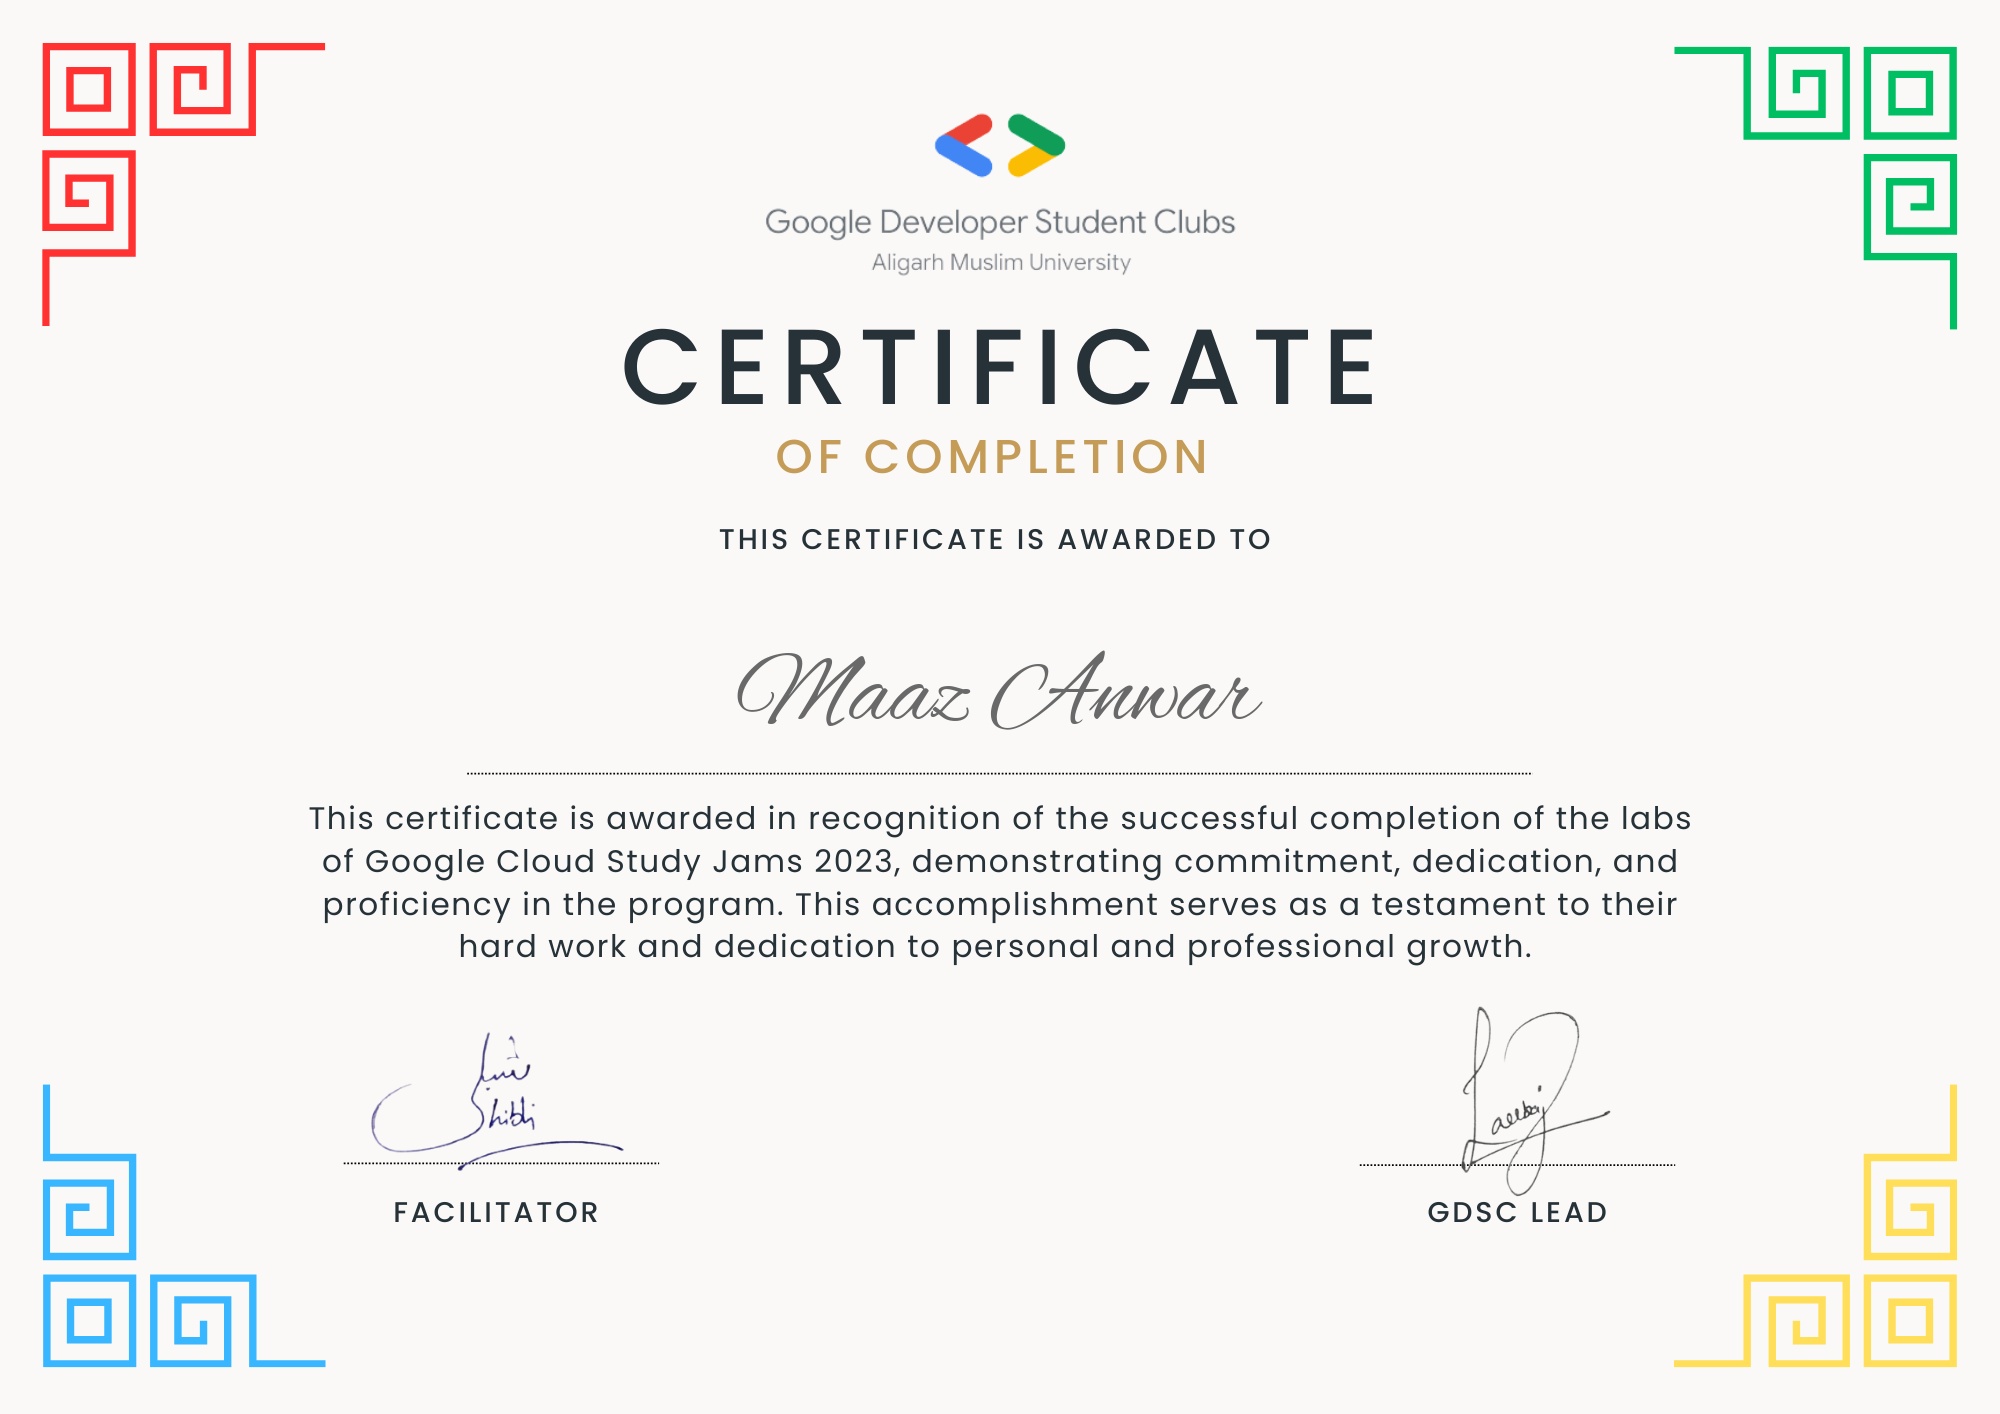 Google Developer Student Clubs
Aligarh Muslim University
CERTIFICATE
OF COMPLETION
THIS CERTIFICATE IS AWARDED TO
Maaz Anwar
This certificate is awarded in recognition of the successful completion of the labs
of Google Cloud Study Jams 2023, demonstrating commitment, dedication, and
proficiency in the program. This accomplishment serves as a testament to their
hard work and dedication to personal and professional growth.
FACILITATOR
GDSC LEAD